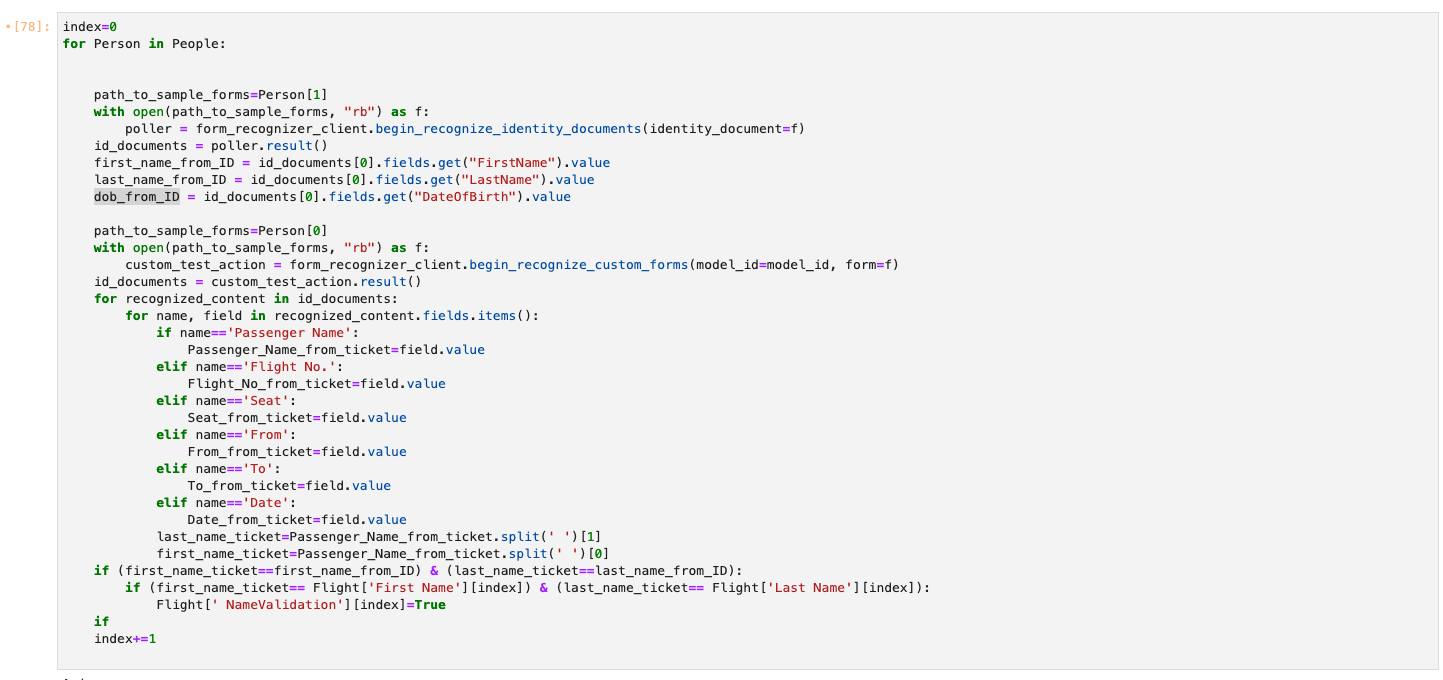 [78]:
index=0
for Person in People:
path_to_sample_forms=Person[1]
with open(path_to_sample_forms, "rb") as f:
poller = form_recognizer_client.begin_recognize_identity_documents(identity_document=f)
id_documents = poller.result()
first_name_from_ID = id_documents[0].fields.get("FirstName").value
last_name_from_ID = id_documents[0].fields.get("LastName").value
dob_from_ID = id_documents[0].fields.get("DateOfBirth").value
path_to_sample_forms=Person[0]
with open(path_to_sample_forms, "rb") as f:
custom_test_action = form_recognizer_client.begin_recognize_custom_forms(model_id=model_id, form=f)
id_documents = custom_test_action.result()
for recognized_content in id_documents:
for name, field in recognized_content.fields.items():
if name=='Passenger Name':
Passenger_Name_from_ticket=field.value
elif name=='Flight No.':
Flight_No_from_ticket=field.value
elif name=='Seat':
Seat_from_ticket=field.value
elif name=='From':
From_from_ticket=field.value
elif name=='To':
To_from_ticket=field.value
elif name=='Date':
Date_from_ticket=field.value
last_name_ticket=Passenger_Name_from_ticket.split(' ')[1]
first_name_ticket=Passenger_Name_from_ticket.split(' ')[0]
if (first_name_ticket==first_name_from_ID) & (last_name_ticket==last_name_from_ID):
if (first_name_ticket== Flight['First Name'][index]) & (last_name_ticket== Flight['Last Name'][index]):
Flight[' NameValidation'][index]=True
if
index+=1